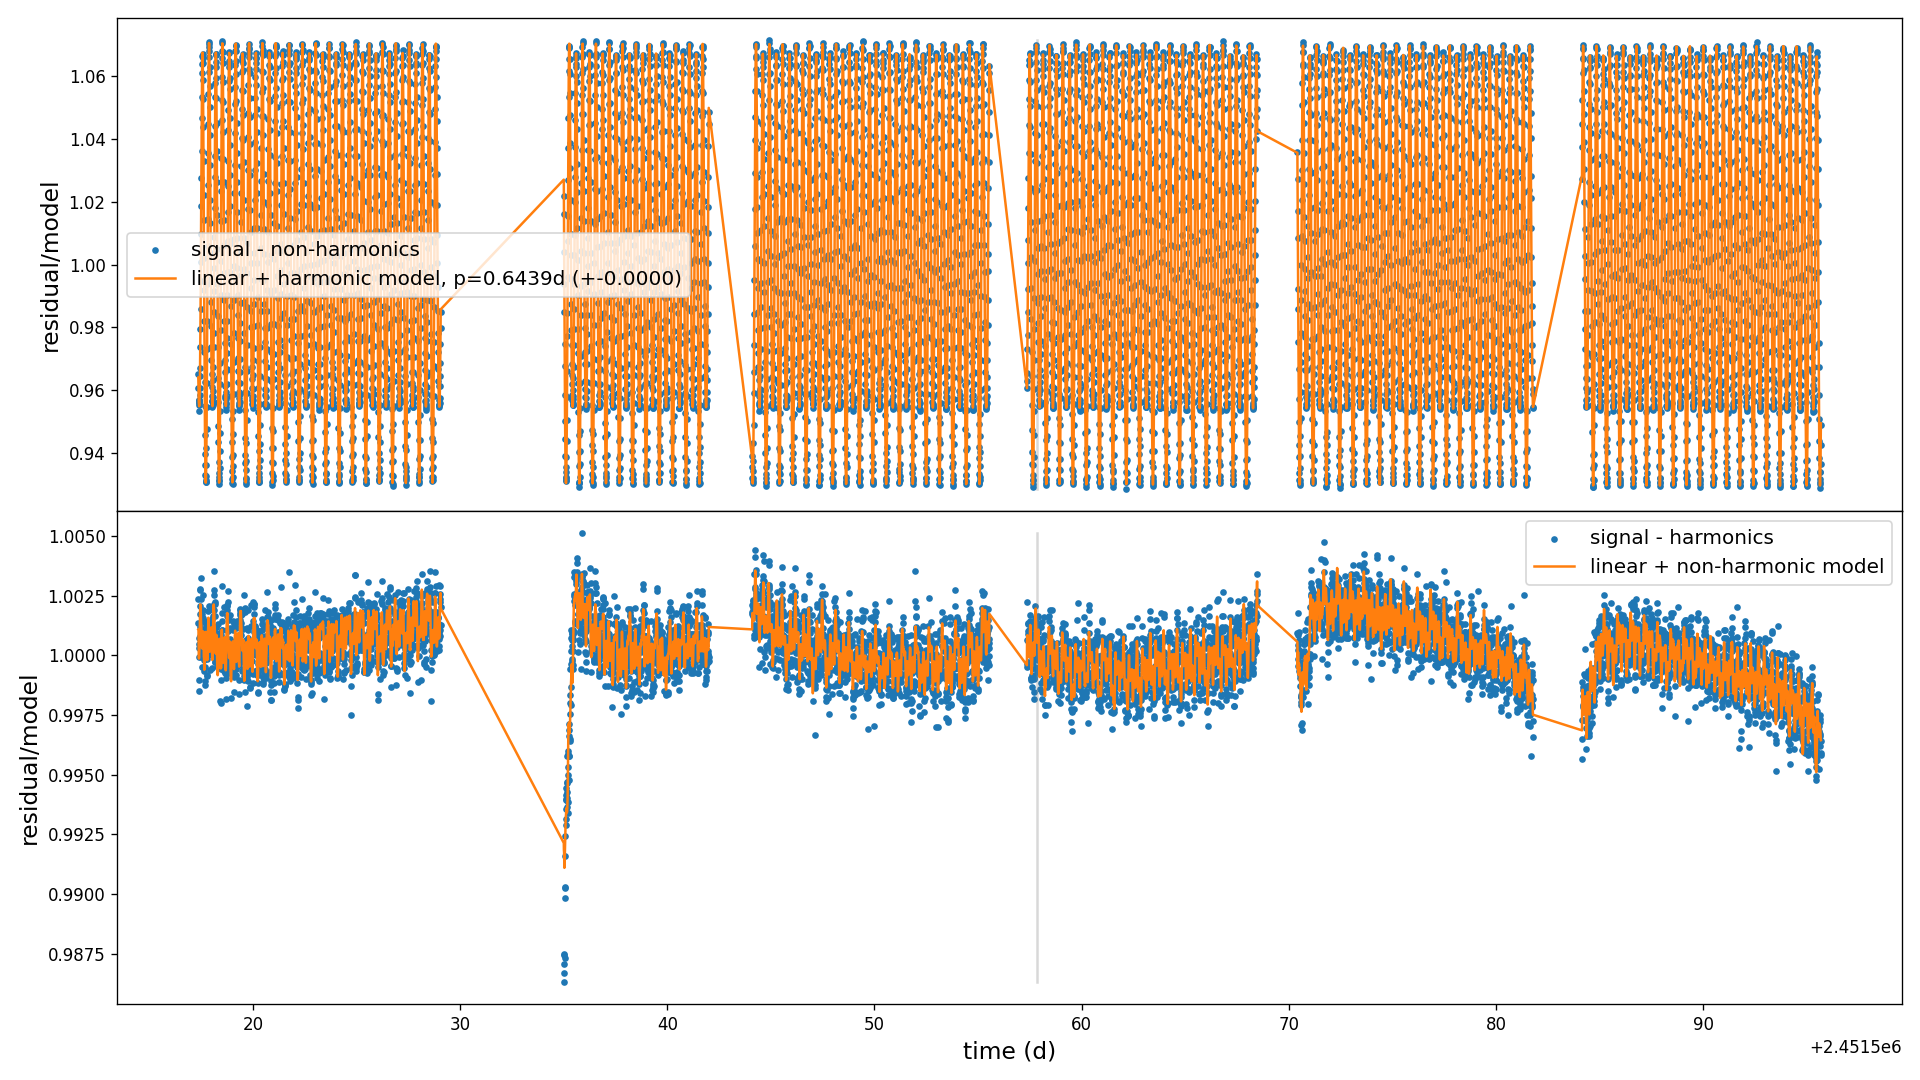 residual/model
1.06
1.04
1.02
1.00
0.98
0.96
0.94
signal - non-harmonics
linear + harmonic model, p=0.6439d (+-0.0000)
residual/model
1.0050
1.0025
1.0000
0.9975
0.9950
0.9925
0.9900
0.9875
signal - harmonics
linear + non-harmonic model
20 30 40 50 60 70 80 90
time (d)
+2.4515e6